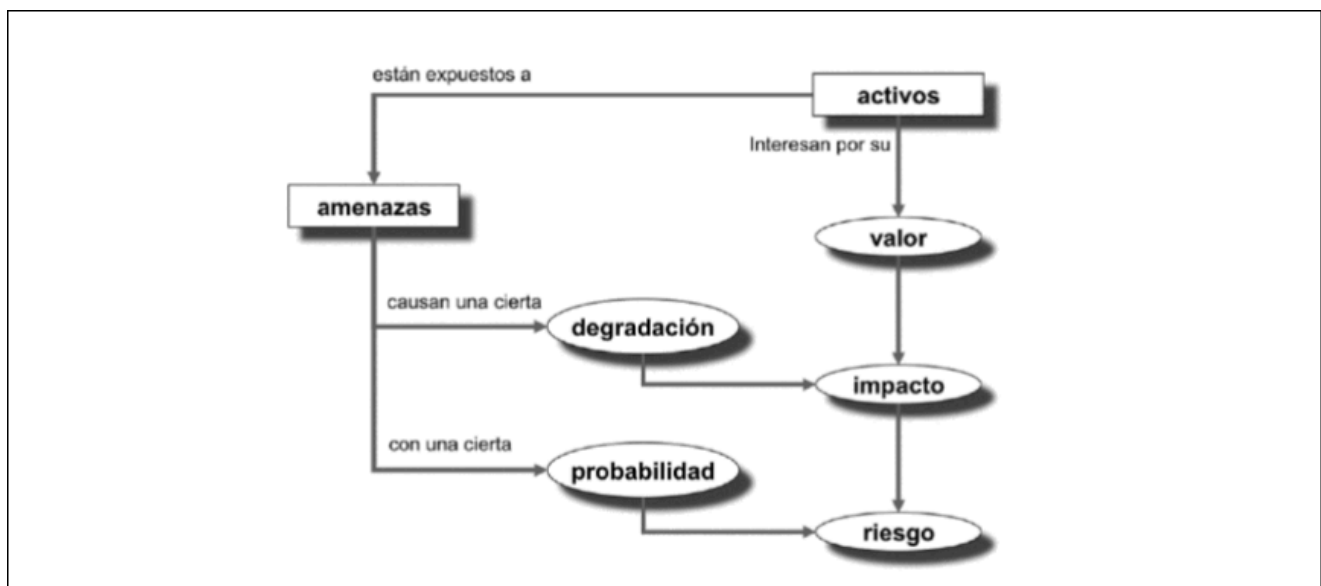 están expuestos a
activos
Interesan por su
amenazas
valor
causan una cierta
degradación
impacto
con una cierta
probabilidad
riesgo